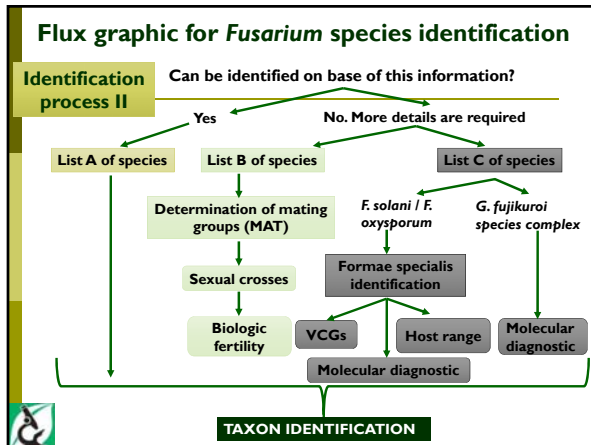 Flux graphic for Fusarium species identification
Identification
process II
Can be identified on base of this information?
Yes
No. More details are required
List A of species
List B of species
List C of species
Determination of mating
groups (MAT)
F. solani / F.
oxysporum
G. fujikuroi
species complex
Sexual crosses
Formae specialis
identification
Biologic
fertility
VCGs
Host range
Molecular
diagnostic
Molecular diagnostic
TAXON IDENTIFICATION